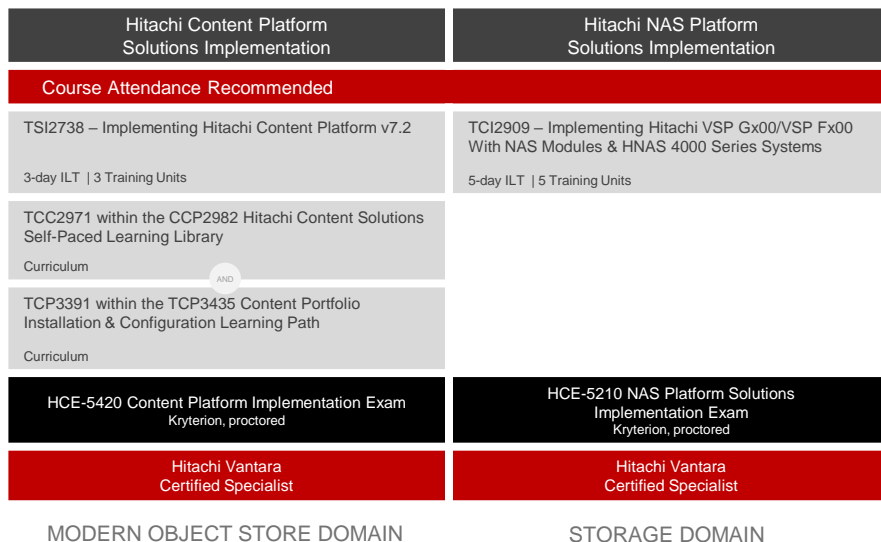 Hitachi Content Platform
Solutions Implementation
Hitachi NAS Platform
Solutions Implementation
Course Attendance Recommended
TSI2738 – Implementing Hitachi Content Platform v7.2
3-day ILT | 3 Training Units
TCI2909 – Implementing Hitachi VSP Gx00/VSP Fx00
With NAS Modules & HNAS 4000 Series Systems
5-day ILT | 5 Training Units
TCC2971 within the CCP2982 Hitachi Content Solutions
Self-Paced Learning Library
Curriculum
AND
TCP3391 within the TCP3435 Content Portfolio
Installation & Configuration Learning Path
Curriculum
HCE-5420 Content Platform Implementation Exam
Kryterion, proctored
HCE-5210 NAS Platform Solutions
Implementation Exam
Kryterion, proctored
Hitachi Vantara
Certified Specialist
Hitachi Vantara
Certified Specialist
MODERN OBJECT STORE DOMAIN
STORAGE DOMAIN